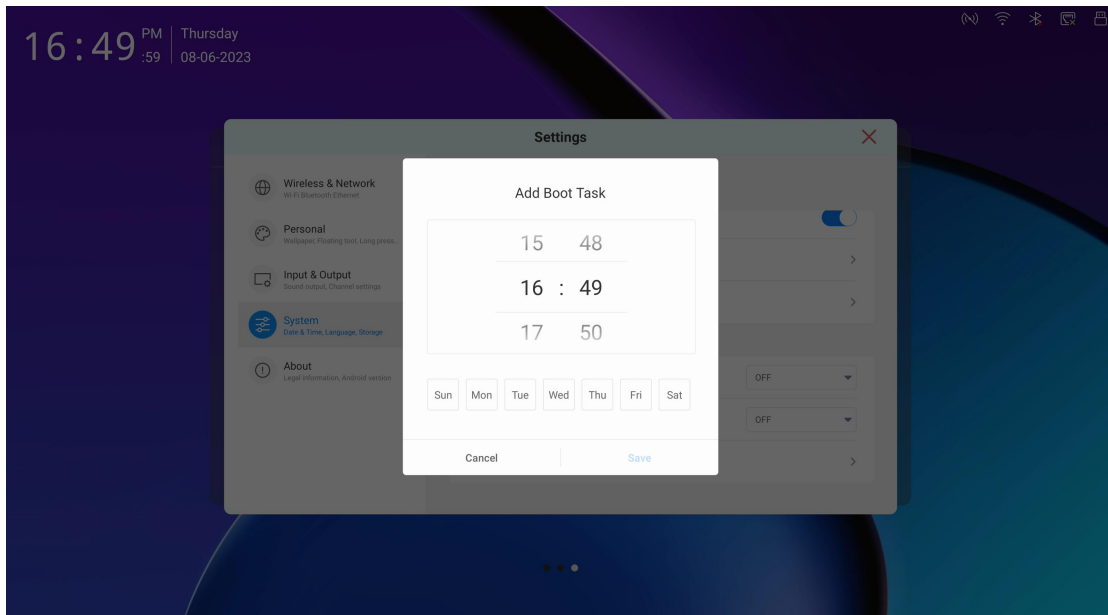 16:49 PM :59 Thursday
08-06-2023
Settings
Wireless & Network
Wi-Fi Bluetooth Ethernet
Personal
Wallpaper, Floating tool, Long press..
Input & Output
Sound output, Channel settings
System
Date & Time, Language, Storage
About
Legal information, Android version
Add Boot Task
15 48
16 : 49
17 50
Sun Mon Tue Wed Thu Fri Sat
Cancel Save
OFF
OFF